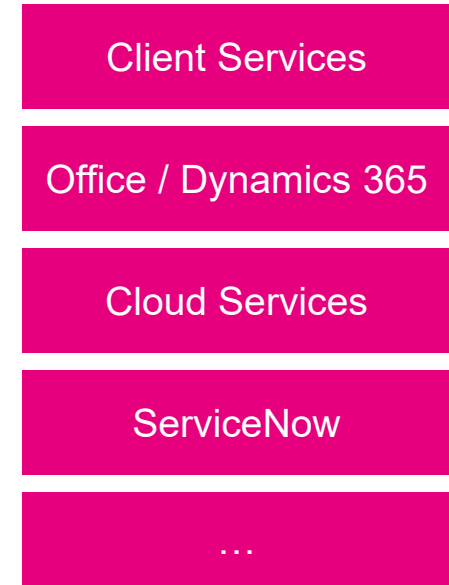 Client Services
Office / Dynamics 365
Cloud Services
ServiceNow
…